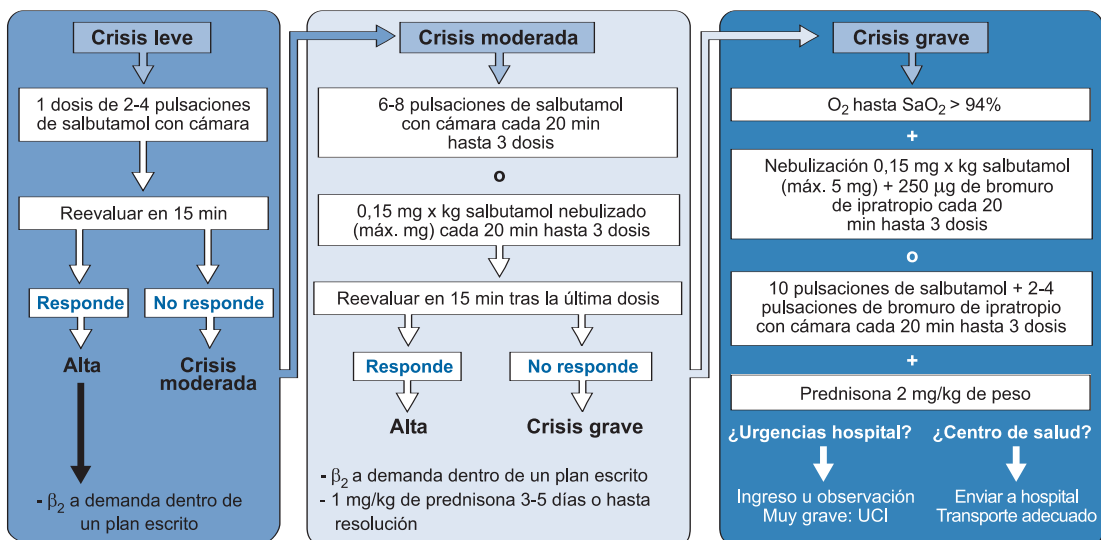 Crisis leve
1 dosis de 2-4 pulsaciones
de salbutamol con cámara
Reevaluar en 15 min
Responde
No responde
Alta
Crisis
moderada
- β2 a demanda dentro de
un plan escrito
Crisis moderada
6-8 pulsaciones de salbutamol
con cámara cada 20 min
hasta 3 dosis
o
0,15 mg x kg salbutamol nebulizado
(máx. mg) cada 20 min hasta 3 dosis
Reevaluar en 15 min tras la última dosis
Responde
No responde
Alta
Crisis grave
- β2 a demanda dentro de un plan escrito
- 1 mg/kg de prednisona 3-5 días o hasta
resolución
Crisis grave
O2 hasta SaO2 > 94%
+
Nebulización 0,15 mg x kg salbutamol
(máx. 5 mg) + 250 µg de bromuro
de ipratropio cada 20
min hasta 3 dosis
o
10 pulsaciones de salbutamol + 2-4
pulsaciones de bromuro de ipratropio
con cámara cada 20 min hasta 3 dosis
+
Prednisona 2 mg/kg de peso
¿Urgencias hospital?
¿Centro de salud?
Ingreso u observación
Muy grave: UCI
Enviar a hospital
Transporte adecuado